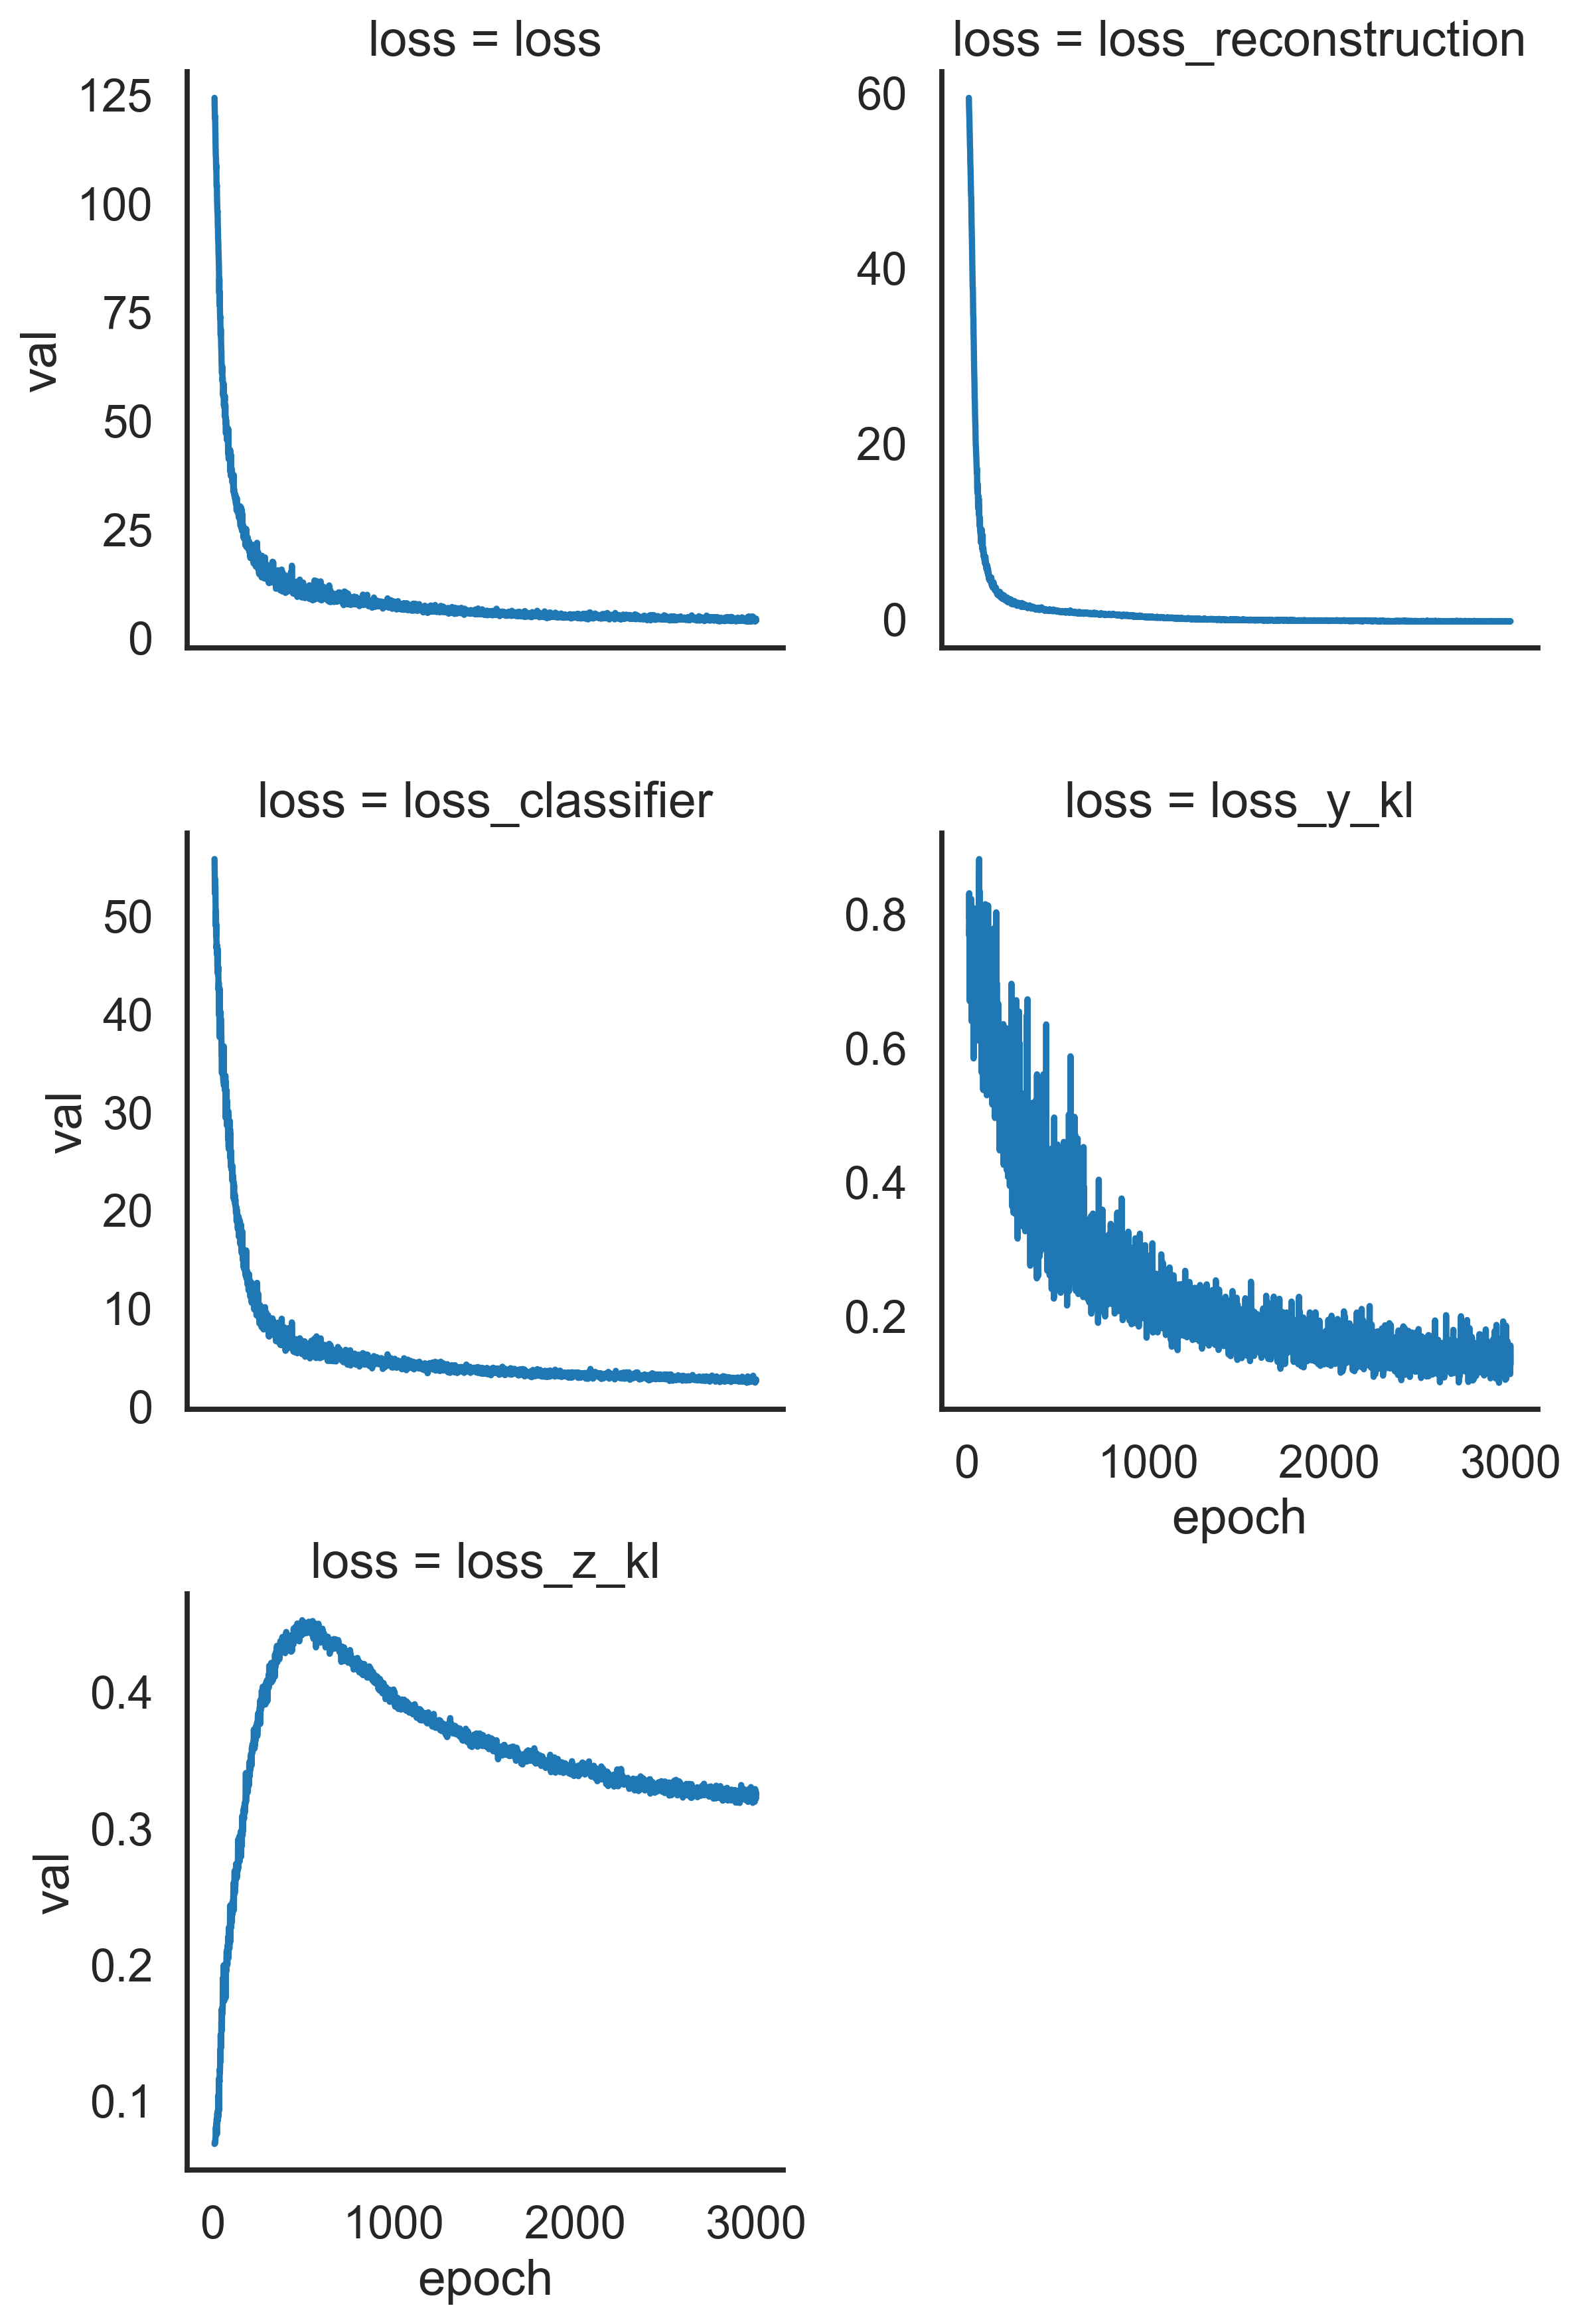 loss = loss
125
100
75
50
25
0
val
loss = loss_reconstruction
60
40
20
0
loss = loss_classifier
50
40
30
20
10
0
val
loss = loss_y_kl
0.8
0.6
0.4
0.2
0 1000 2000 3000
epoch
loss = loss_z_kl
0.4
0.3
0.2
0.1
val
0 1000 2000 3000
epoch